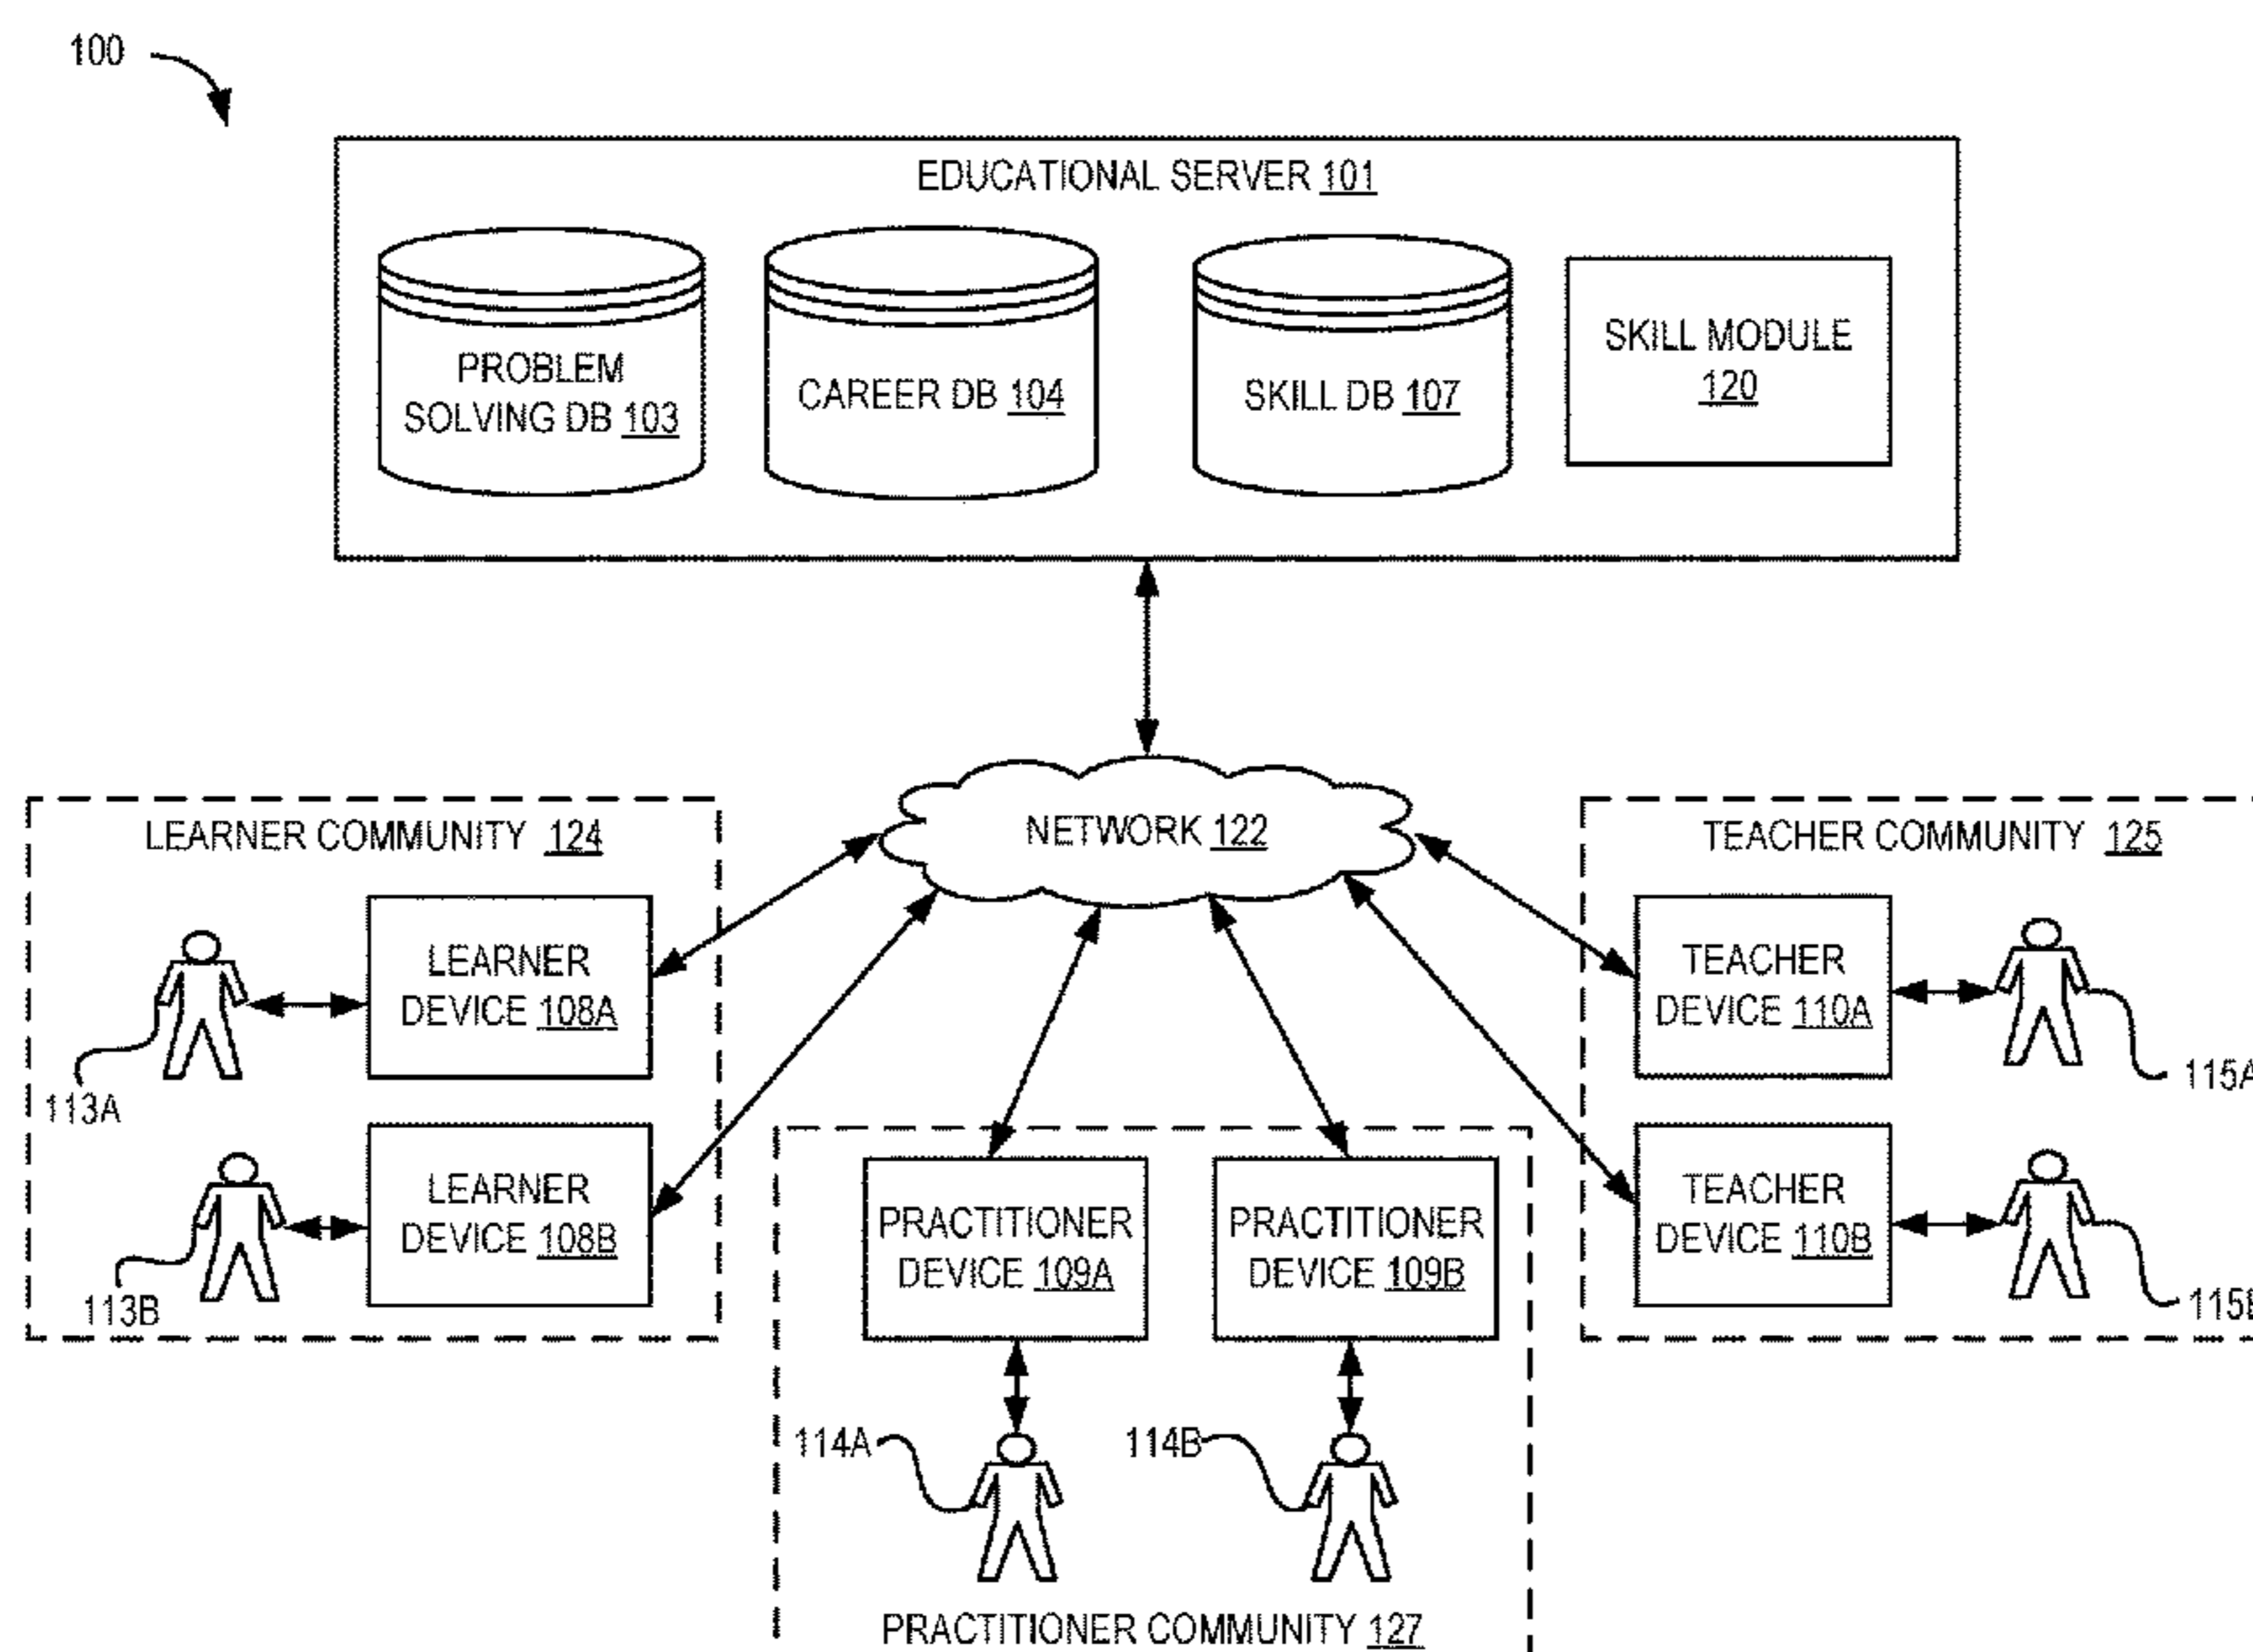 100
EDUCATIONAL SERVER 101
PROBLEM
SOLVING DB 103
CAREER DB 104
SKILL DB 107
SKILL MODULE
120
NETWORK 122
LEARNER COMMUNITY 124
LEARNER
DEVICE 108A
113A
LEARNER
DEVICE 108B
113B
PRACTITIONER
DEVICE 109A
PRACTITIONER
DEVICE 109B
114A
114B
PRACTITIONER COMMUNITY 127
TEACHER COMMUNITY 125
TEACHER
DEVICE 110A
115A
TEACHER
DEVICE 110B
115B